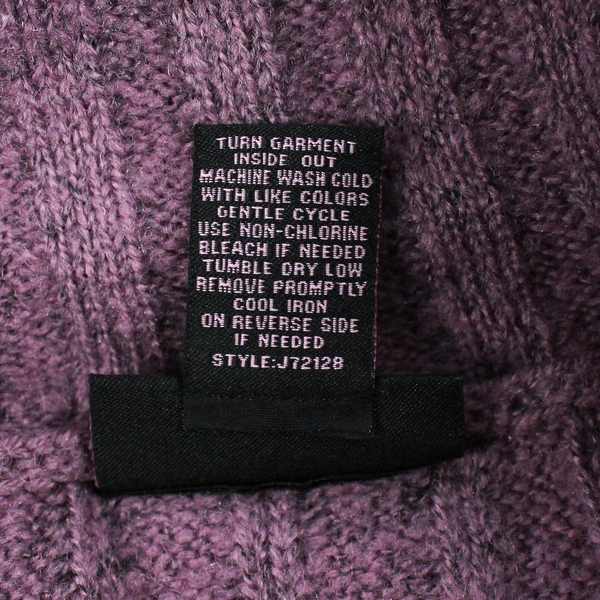 TURN GARMENT
INSIDE OUT
MACHINE WASH COLD
WITH LIKE COLORS
GENTLE CYCLE
USE NON-CHLORINE
BLEACH IF NEEDED
TUMBLE DRY LOW
REMOVE PROMPTLY
COOL IRON
ON REVERSE SIDE
IF NEEDED
STYLE:J72128